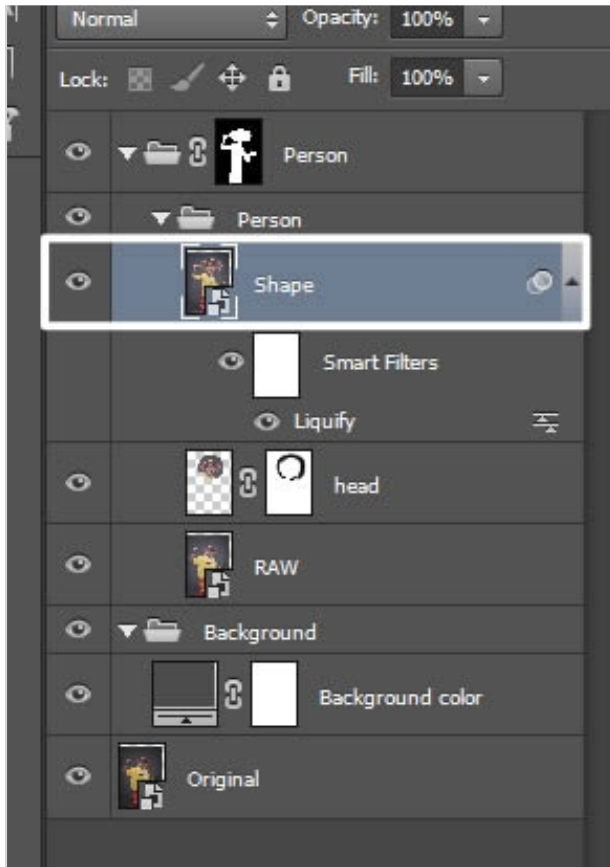 Normal Opacity: 100%
Lock: Fill: 100%
Person
Person
Shape
Smart Filters
Liquify
head
RAW
Background
Background color
Original